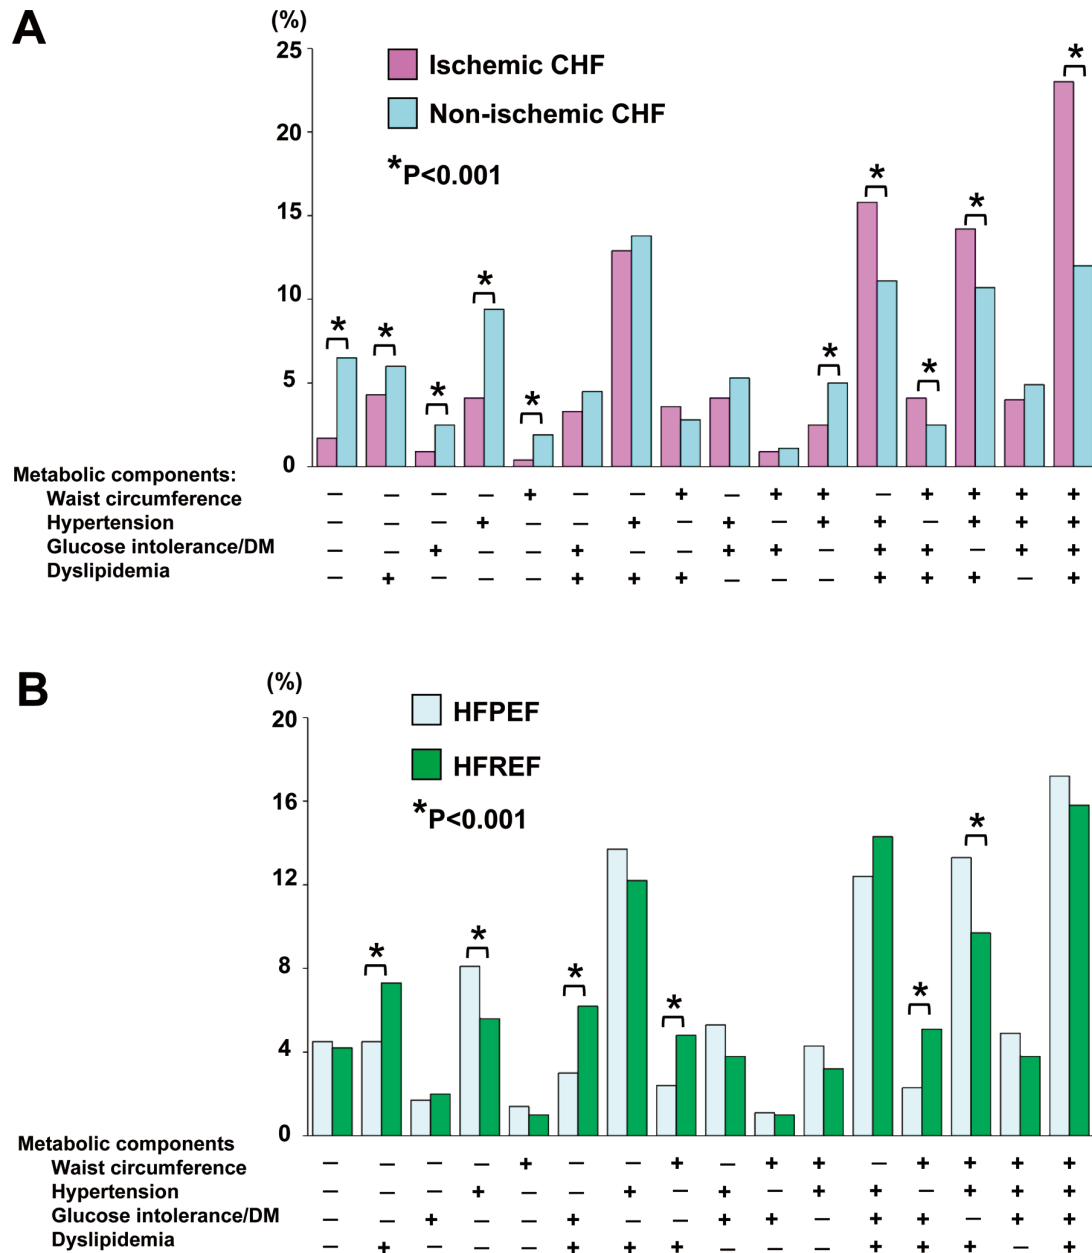 A
(%)
25
20
15
10
5
0
Ischemic CHF
Non-ischemic CHF
*P<0.001
* * * * * * * * * *
Metabolic components:
Waist circumference – – – – + – – + – + + – + + + +
Hypertension – – – + – – + – + – + + – + + +
Glucose intolerance/DM – – + – – + – – + + – + + – + +
Dyslipidemia – + – – – + + + – – – + + + – +
B
(%)
20
16
12
8
4
0
HFPEF
HFREF
*P<0.001
* * * * * *
Metabolic components
Waist circumference – – – – + – – + – + + – + + + +
Hypertension – – – + – – + – + – + + – + + +
Glucose intolerance/DM – – + – – + – – + + – + + – + +
Dyslipidemia – + – – – + + + – – – + + + – +